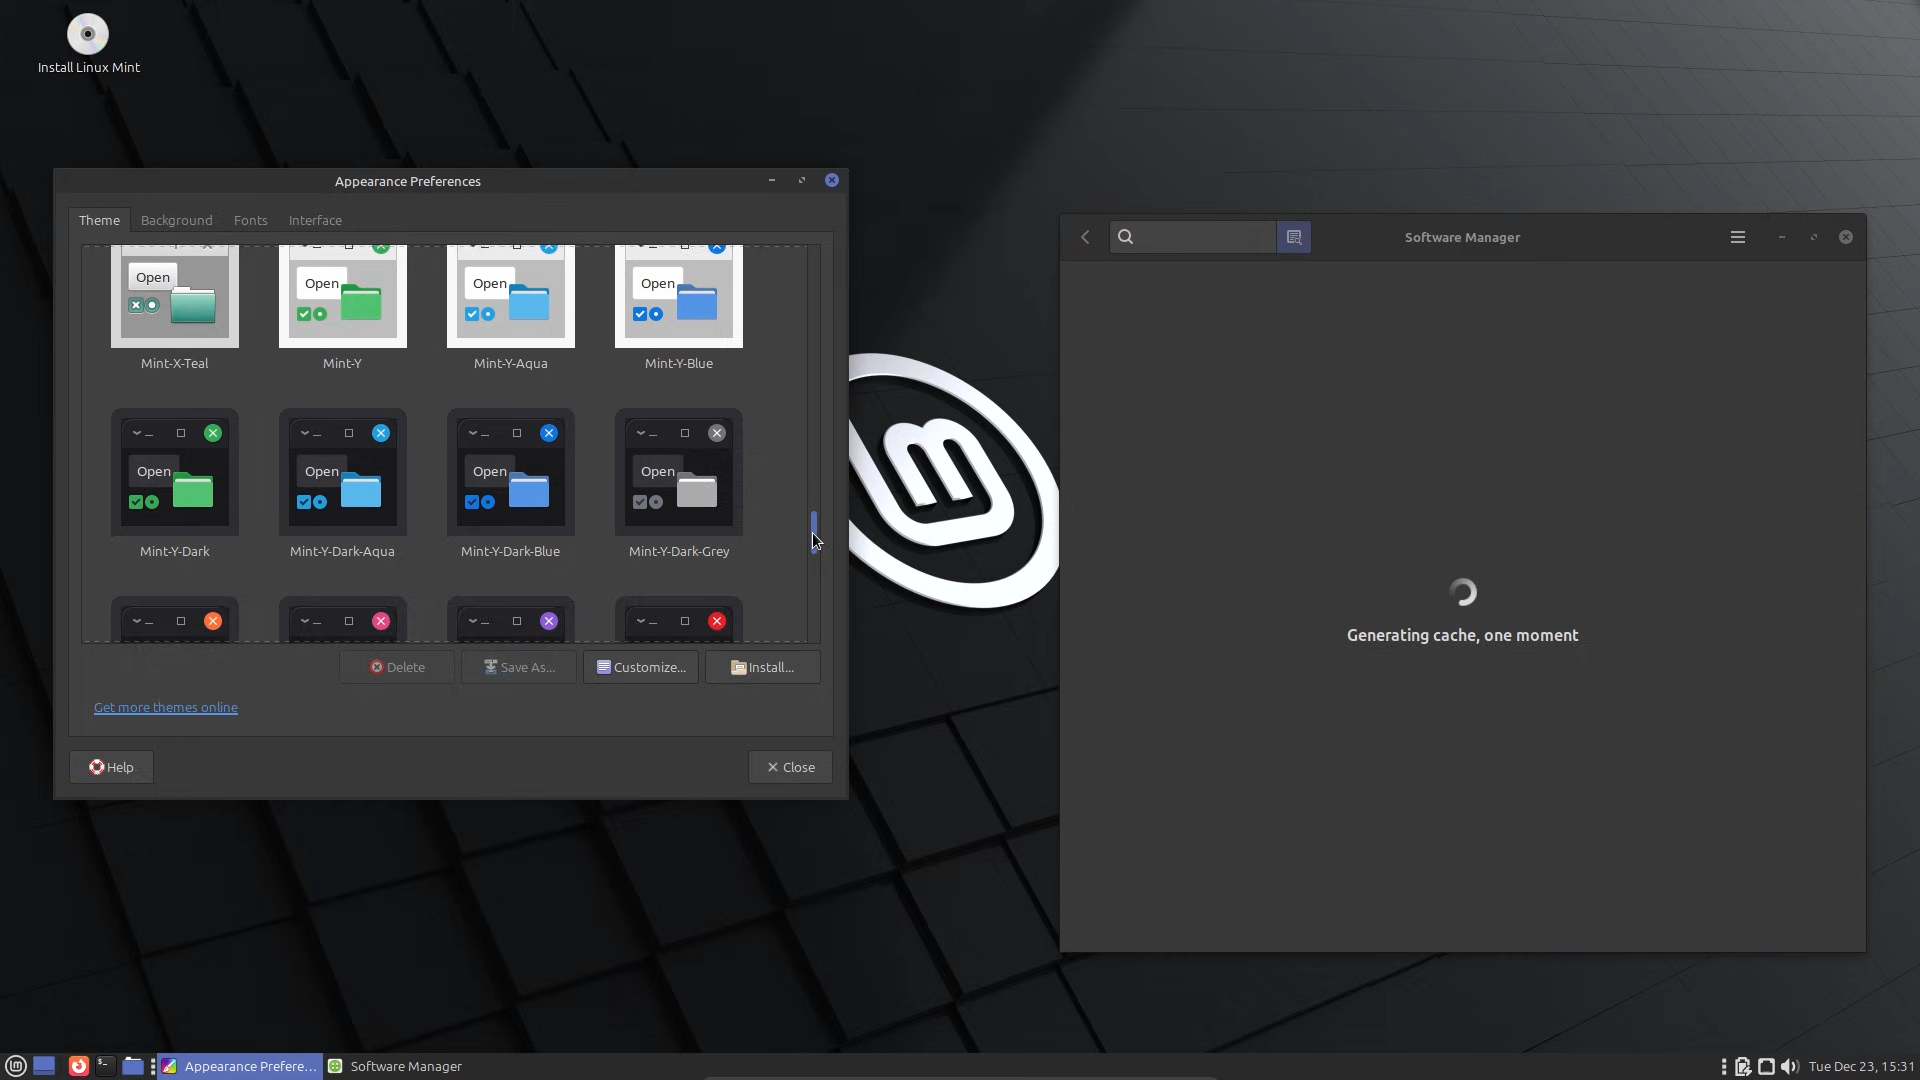 Install Linux Mint
Appearance Preferences
Theme Background Fonts Interface
Open Open Open Open
Mint-X-Teal Mint-Y Mint-Y-Aqua Mint-Y-Blue
Open Open Open Open
Mint-Y-Dark Mint-Y-Dark-Aqua Mint-Y-Dark-Blue Mint-Y-Dark-Grey
Delete Save As... Customize... Install...
Get more themes online
Help Close
Software Manager
Generating cache, one moment
Appearance Prefere... Software Manager Tue Dec 23, 15:31